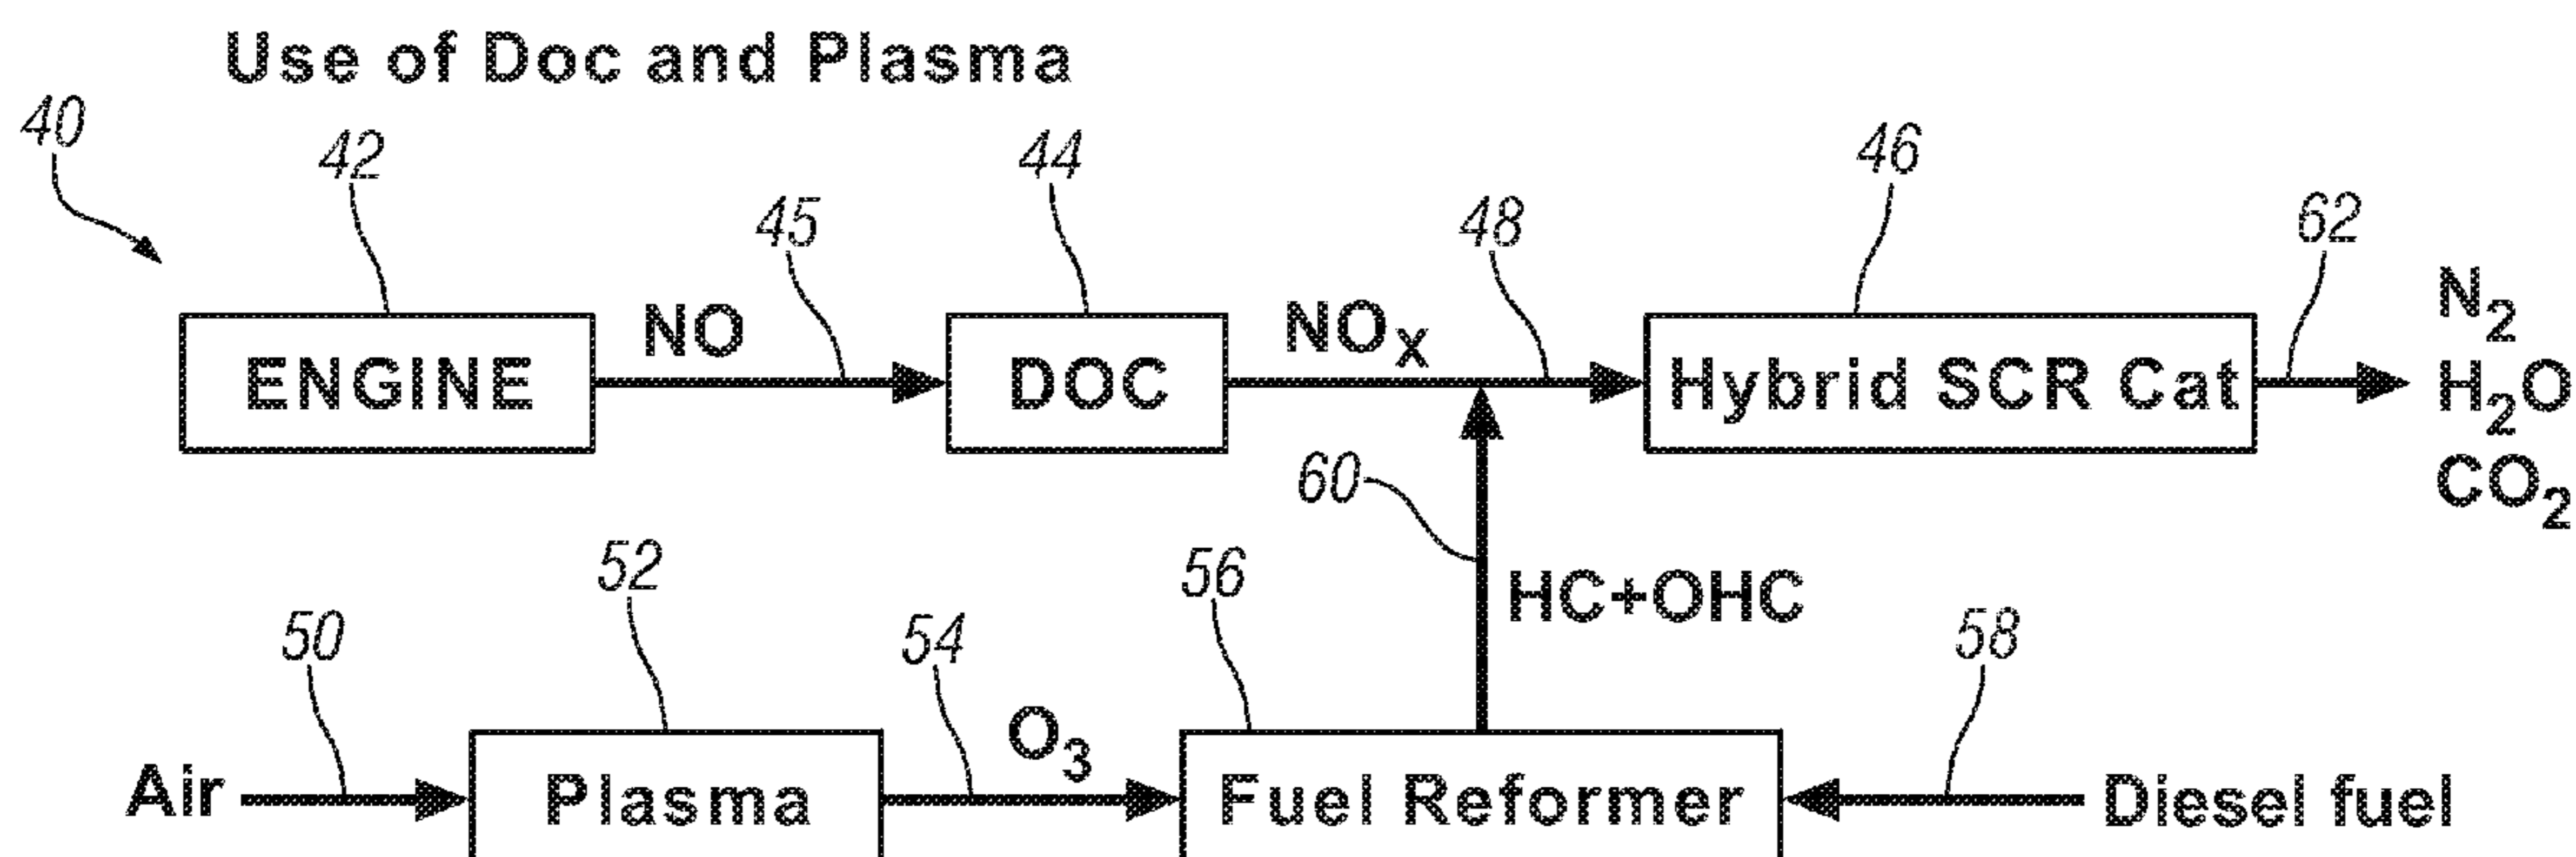 Use of Doc and Plasma
40
42
44
46
45
48
62
ENGINE
NO
DOC
NOX
Hybrid SCR Cat
N2
H2O
CO2
60
HC+OHC
50
52
54
56
58
Air
Plasma
O3
Fuel Reformer
Diesel fuel